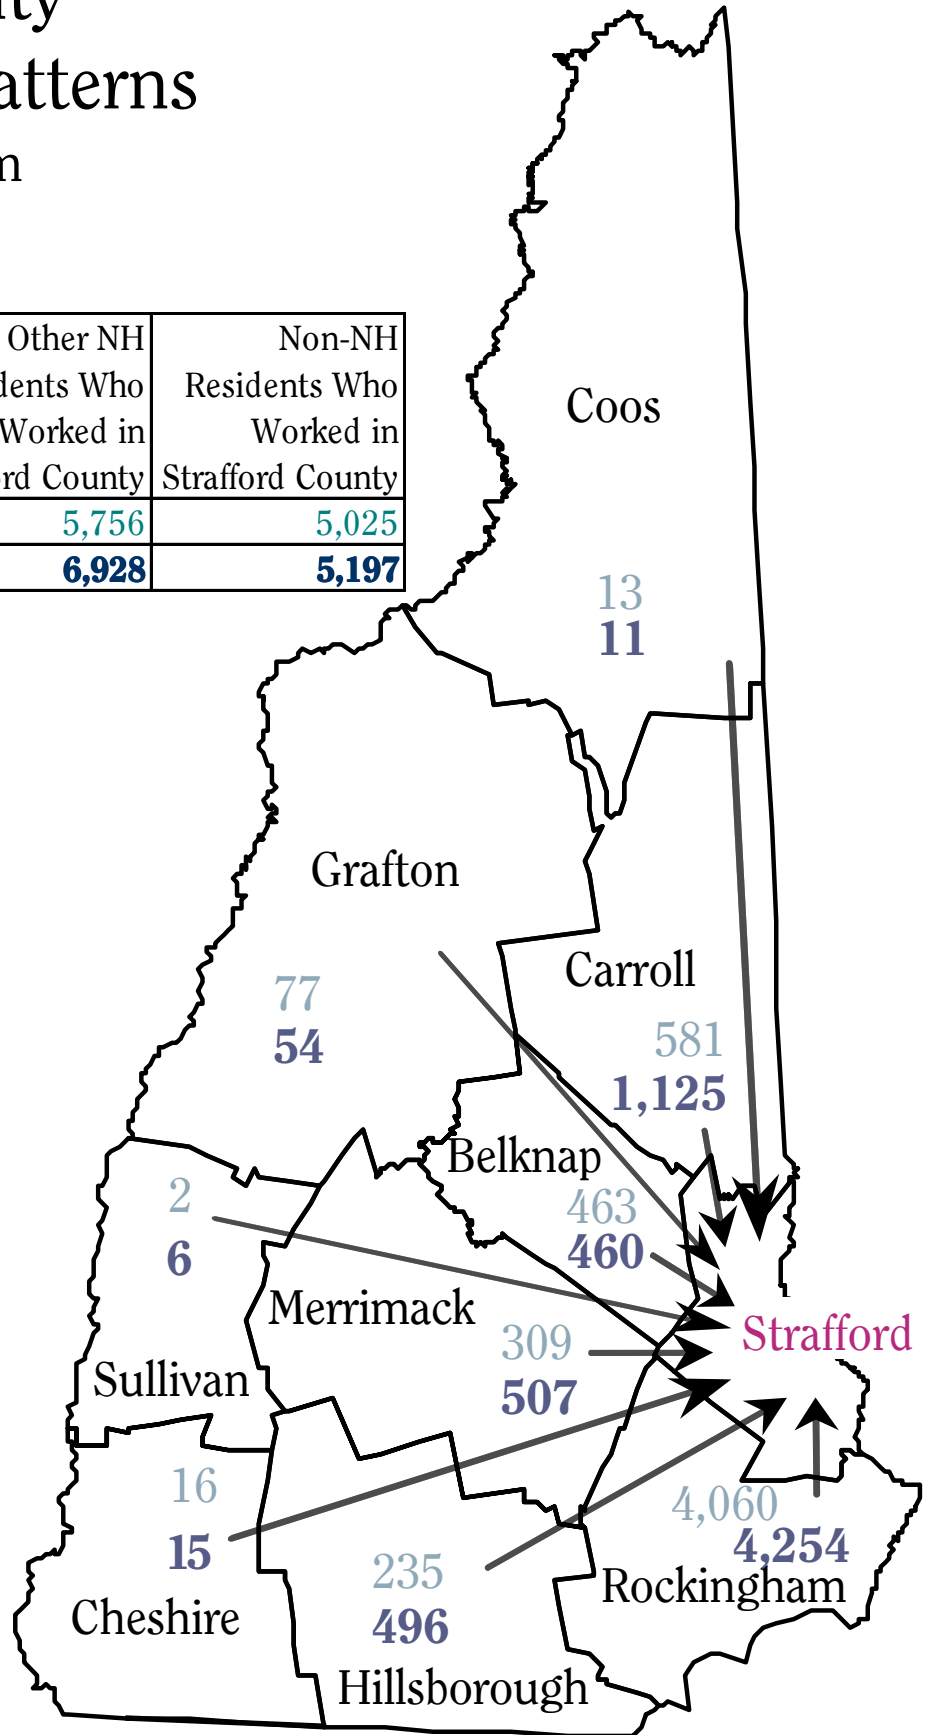 ity
atterns
m
Other NH
dents Who
Worked in
rd County
Non-NH
Residents Who
Worked in
Strafford County
5,756
5,025
6,928
5,197
Coos
13
11
Grafton
77
54
Carroll
581
1,125
Belknap
463
460
2
6
Sullivan
Merrimack
309
507
Strafford
16
15
Cheshire
235
496
Hillsborough
4,060
4,254
Rockingham